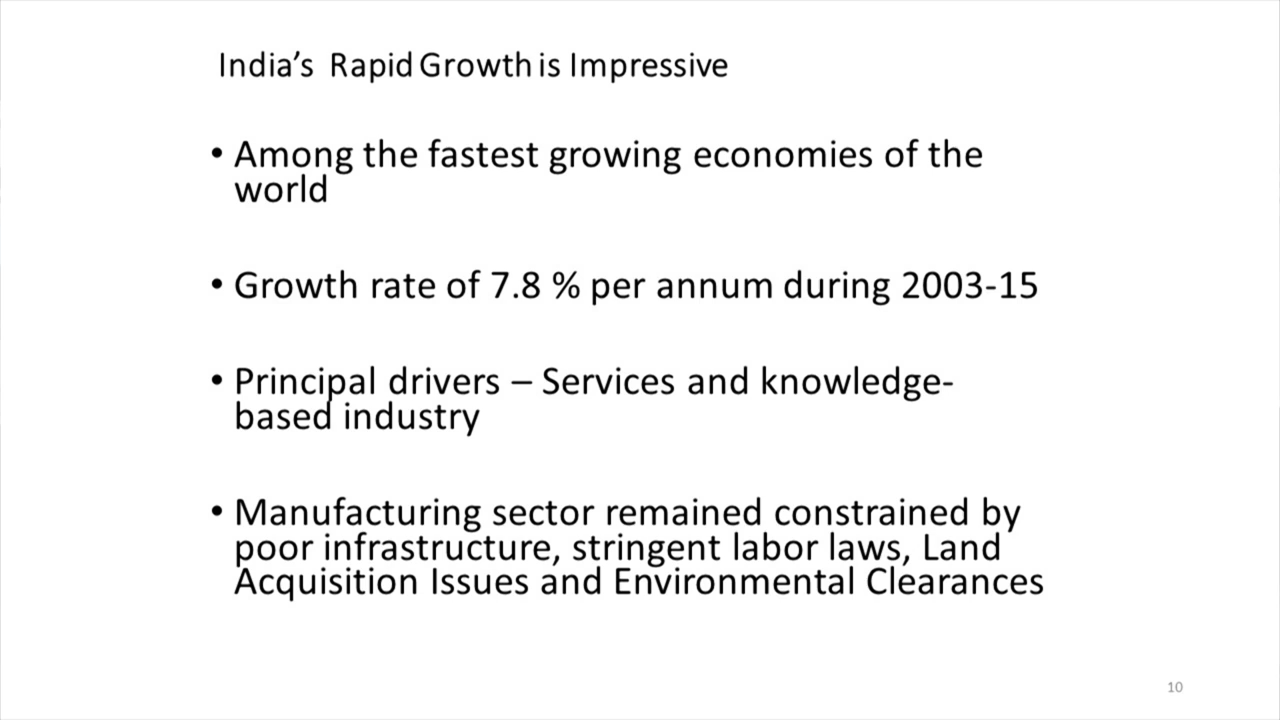 India’s Rapid Growth is Impressive
• Among the fastest growing economies of the
world
• Growth rate of 7.8 % per annum during 2003-15
• Principal drivers – Services and knowledge-
based industry
• Manufacturing sector remained constrained by
poor infrastructure, stringent labor laws, Land
Acquisition Issues and Environmental Clearances
10